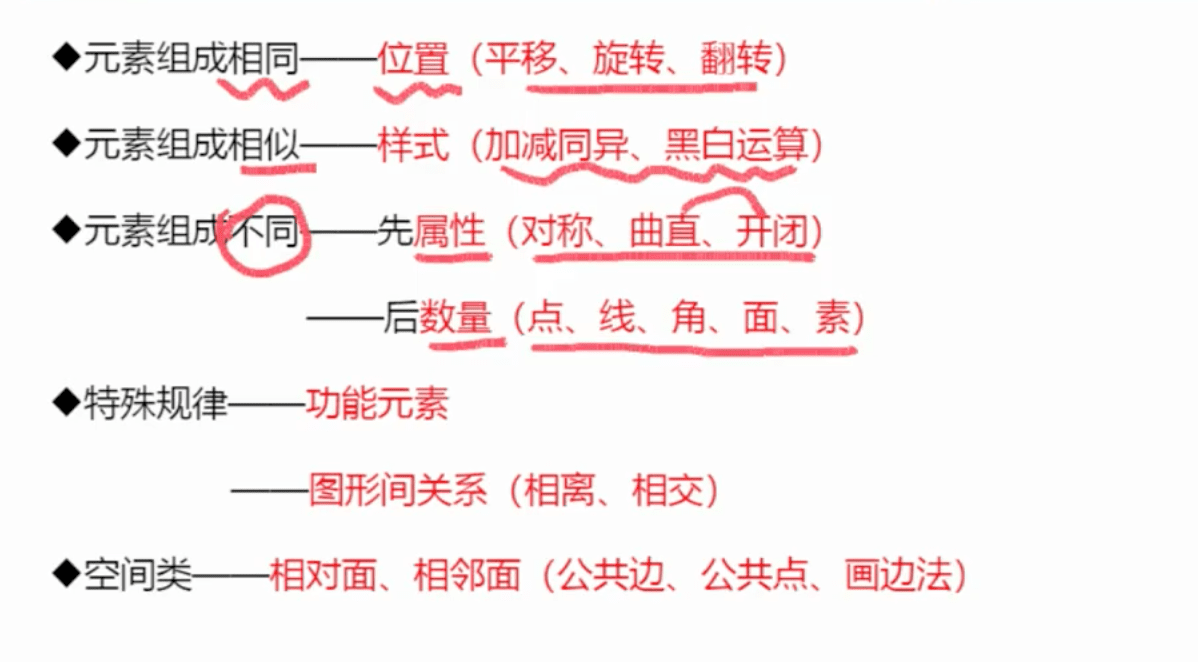 ◆元素组成相同——位置（平移、旋转、翻转）
◆元素组成相似——样式（加减同异、黑白运算）
◆元素组成不同——先属性（对称、曲直、开闭）
——后数量（点、线、角、面、素）
◆特殊规律——功能元素
——图形间关系（相离、相交）
◆空间类——相对面、相邻面（公共边、公共点、画边法）